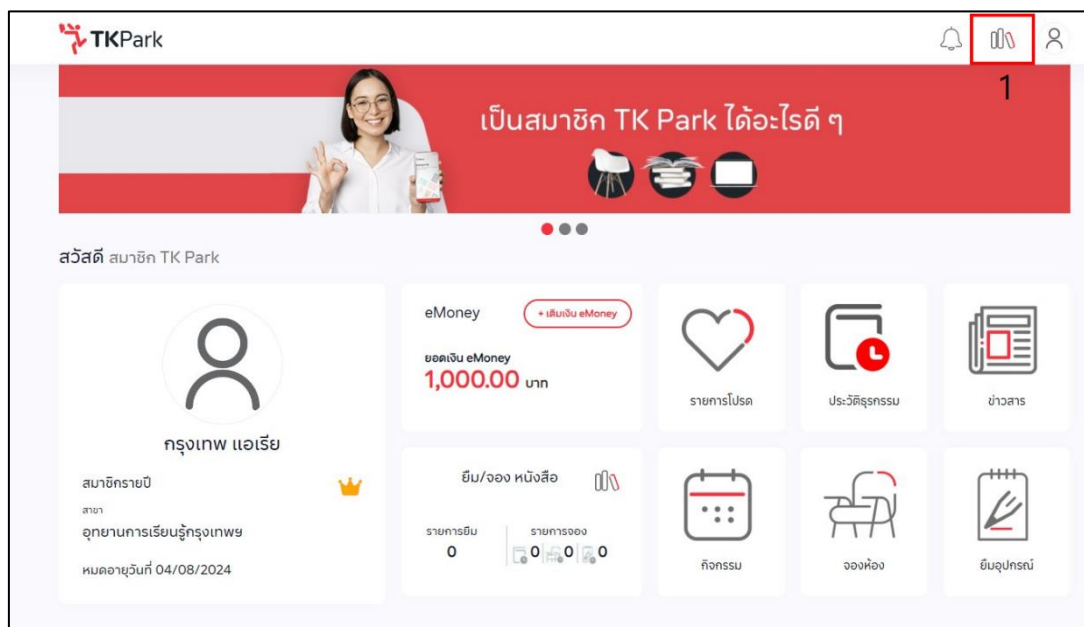 TKPark
1
เป็นสมาชิก TK Park ได้อะไรดี ๆ
สวัสดี สมาชิก TK Park
กรุงเทพ แอเรีย
สมาชิกรายปี
สาขา
อุทยานการเรียนรู้กรุงเทพฯ
หมดอายุวันที่ 04/08/2024
eMoney
+ เติมเงิน eMoney
ยอดเงิน eMoney
1,000.00 บาท
รายการโปรด
ประวัติธุรกรรม
ข่าวสาร
ยืม/จอง หนังสือ
รายการยืม
0
รายการจอง
0 0 0
กิจกรรม
จองห้อง
ยืมอุปกรณ์